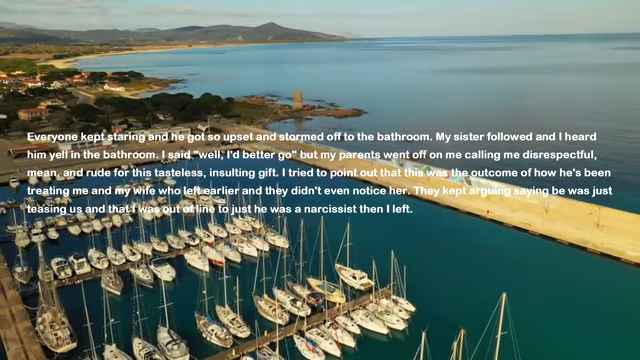 Everyone kept staring and he got so upset and stormed off to the bathroom. My sister followed and I heard
him yell in the bathroom. I said "well, I'd better go" but my parents went off on me calling me disrespectful,
mean, and rude for this tasteless, insulting gift. I tried to point out that this was the outcome of how he's been
treating me and my wife who left earlier and they didn't even notice her. They kept arguing saying be was just
teasing us and that I was out of line to just he was a narcissist then I left.